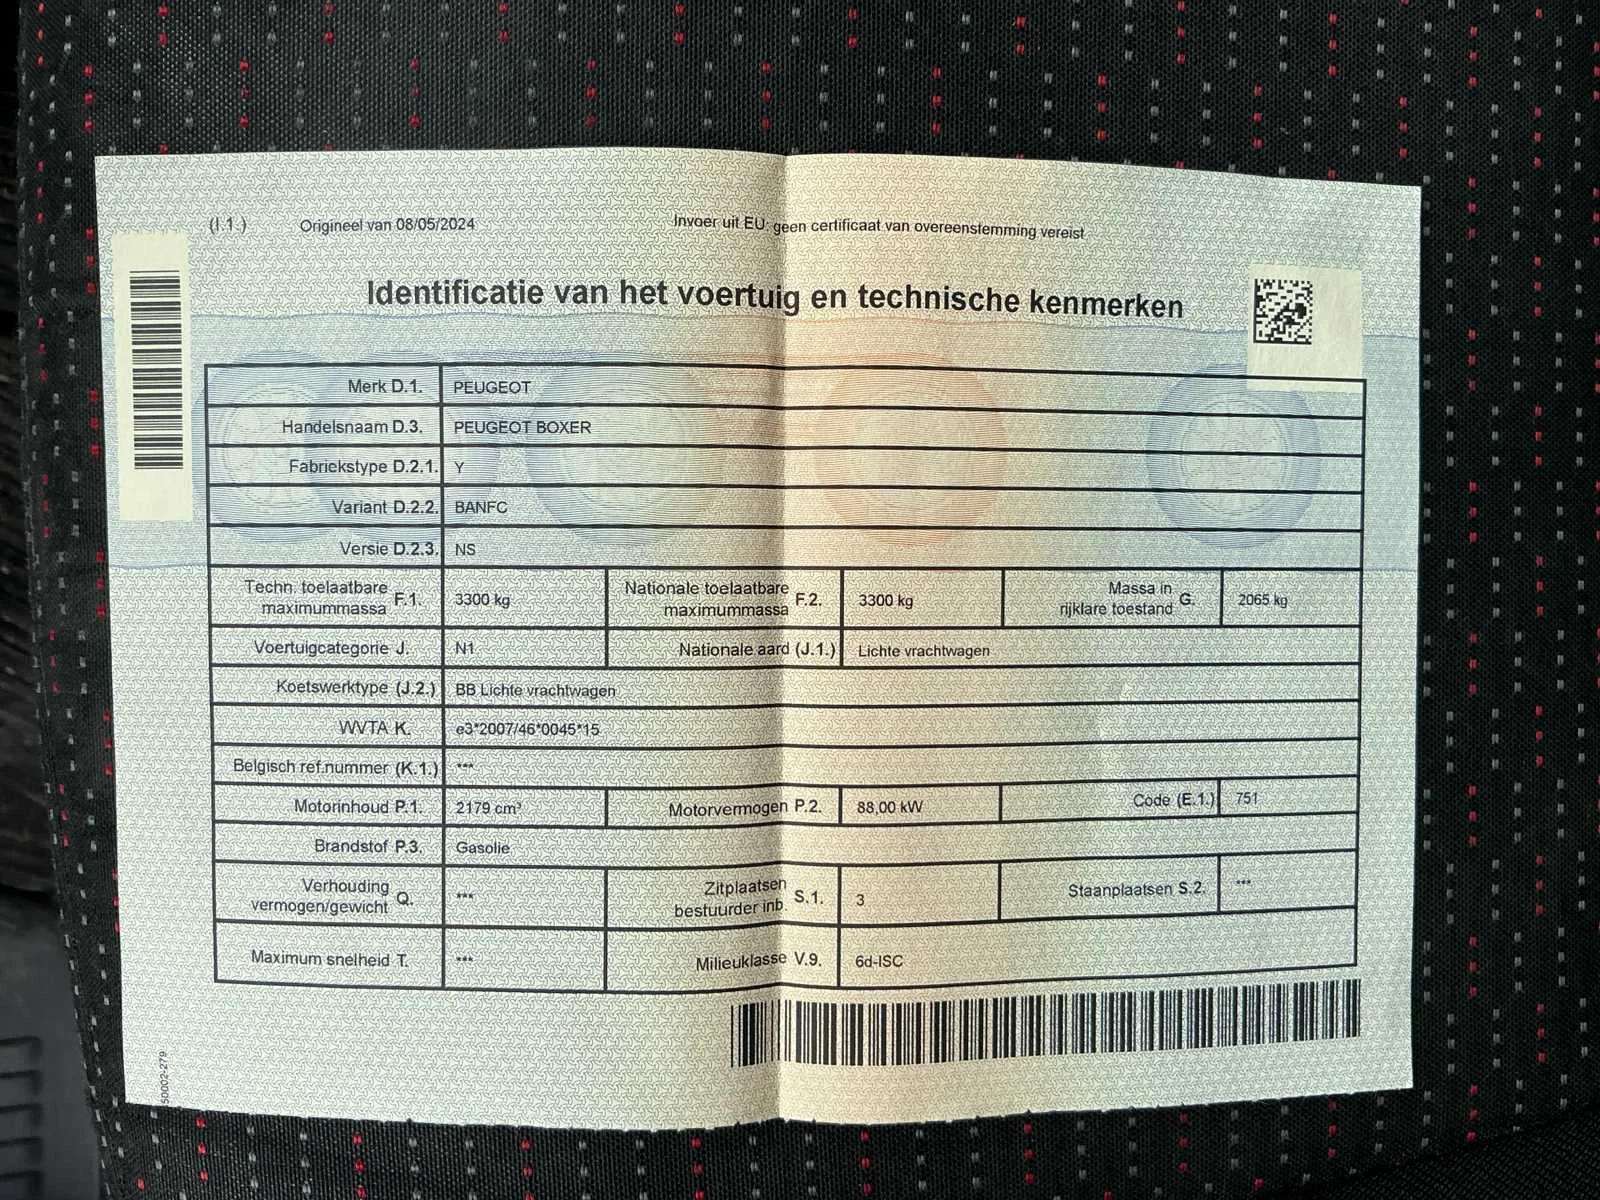 (I.1.) Origineel van 08/05/2024 Invoer uit EU: geen certificaat van overeenstemming vereist
Identificatie van het voertuig en technische kenmerken
Merk D.1. PEUGEOT
Handelsnaam D.3. PEUGEOT BOXER
Fabriekstype D.2.1. Y
Variant D.2.2. BANFC
Versie D.2.3. NS
Techn. toelaatbare maximummassa F.1. 3300 kg Nationale toelaatbare maximummassa F.2. 3300 kg Massa in rijklare toestand G. 2065 kg
Voertuigcategorie J. N1 Nationale aard (J.1.) Lichte vrachtwagen
Koetswerktype (J.2.) BB Lichte vrachtwagen
WVTA K. e3*2007/46*0045*15
Belgisch ref.nummer (K.1.) ***
Motorinhoud P.1. 2179 cm³ Motorvermogen P.2. 88,00 kW Code (E.1.) 751
Brandstof P.3. Gasolie
Verhouding vermogen/gewicht Q. *** Zitplaatsen bestuurder inb. S.1. 3 Staanplaatsen S.2. ***
Maximum snelheid T. *** Milieuklasse V.9. 6d-ISC
50002-279